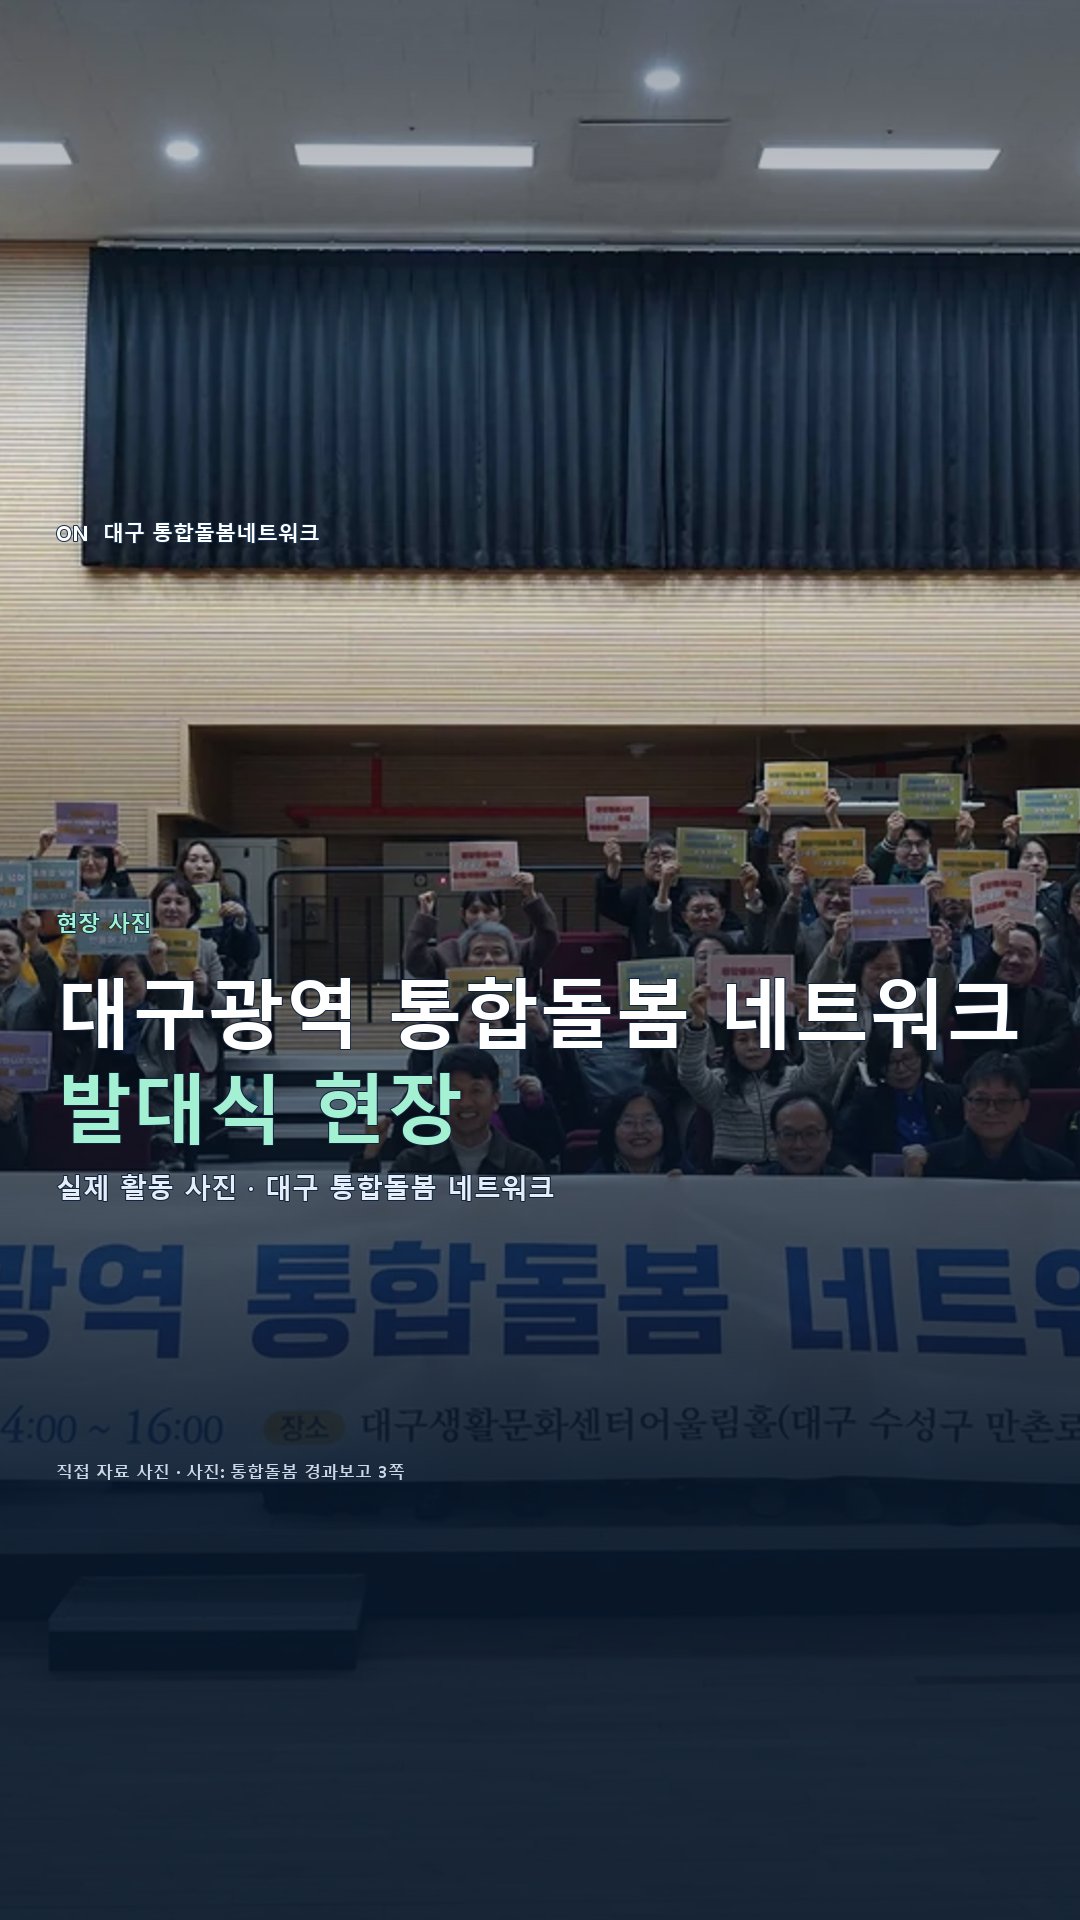 ON 대구 통합돌봄네트워크
현장 사진
대구광역 통합돌봄 네트워크
발대식 현장
실제 활동 사진 · 대구 통합돌봄 네트워크
광역 통합돌봄 네트워
4:00 ~ 16:00 장소 대구생활문화센터어울림홀(대구 수성구 만촌로
직접 자료 사진 · 사진: 통합돌봄 경과보고 3쪽